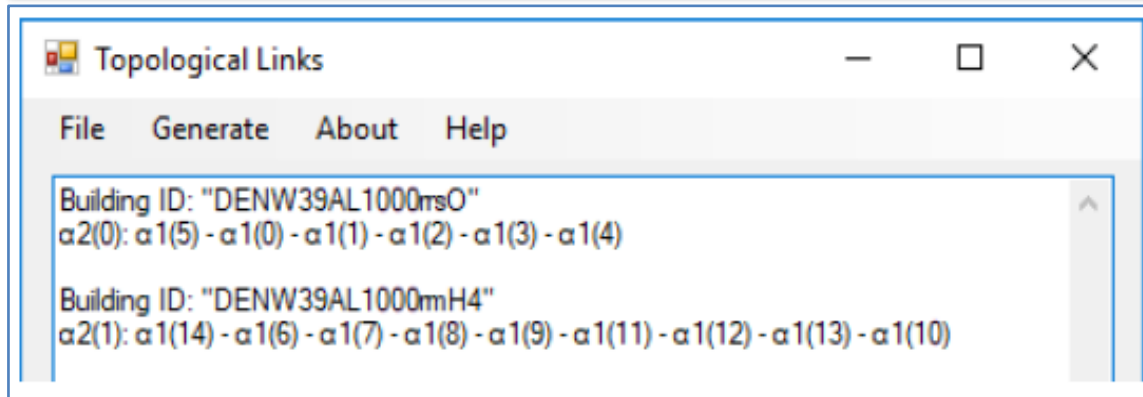 Topological Links
File Generate About Help
Building ID: "DENW39AL1000rrsO"
α2(0): α1(5) - α1(0) - α1(1) - α1(2) - α1(3) - α1(4)
Building ID: "DENW39AL1000rmH4"
α2(1): α1(14) - α1(6) - α1(7) - α1(8) - α1(9) - α1(11) - α1(12) - α1(13) - α1(10)